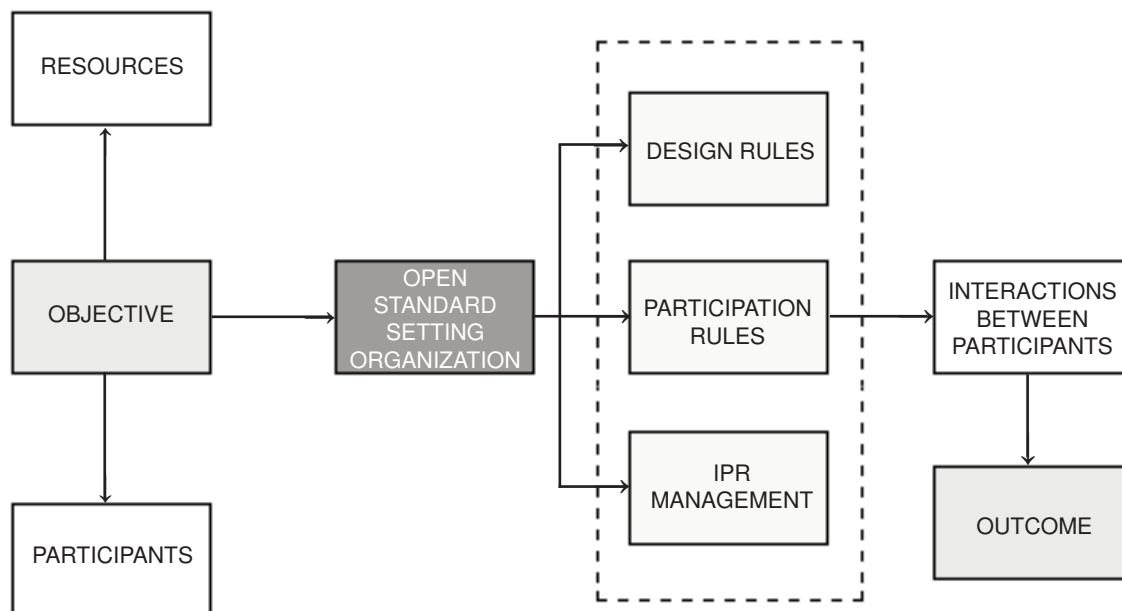 RESOURCES
OBJECTIVE
PARTICIPANTS
OPEN
STANDARD
SETTING
ORGANIZATION
DESIGN RULES
PARTICIPATION
RULES
IPR
MANAGEMENT
INTERACTIONS
BETWEEN
PARTICIPANTS
OUTCOME